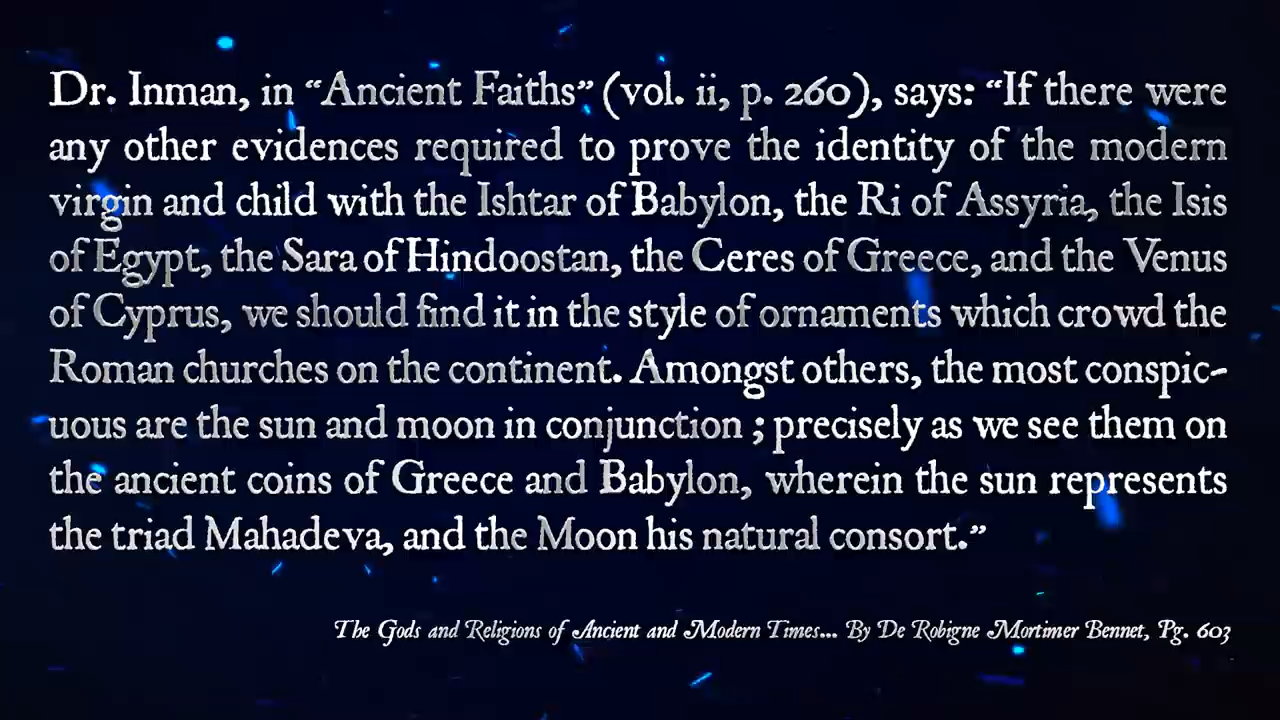 Dr. Inman, in “Ancient Faiths” (vol. ii, p. 260), says: “If there were
any other evidences required to prove the identity of the modern
virgin and child with the Ishtar of Babylon, the Ri of Assyria, the Isis
of Egypt, the Sara of Hindoostan, the Ceres of Greece, and the Venus
of Cyprus, we should find it in the style of ornaments which crowd the
Roman churches on the continent. Amongst others, the most conspic-
uous are the sun and moon in conjunction ; precisely as we see them on
the ancient coins of Greece and Babylon, wherein the sun represents
the triad Mahadeva, and the Moon his natural consort.”
The Gods and Religions of Ancient and Modern Times... By De Robigne Mortimer Bennet, Pg. 603